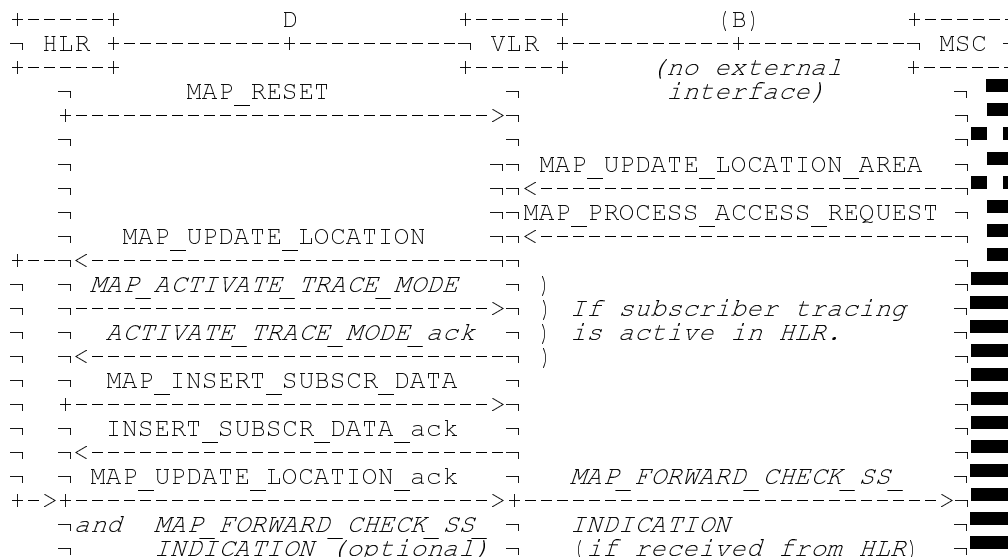 D (B)
HLR VLR MSC
(no external
MAP_RESET interface)
MAP_UPDATE_LOCATION_AREA
MAP_PROCESS_ACCESS_REQUEST
MAP_UPDATE_LOCATION
MAP_ACTIVATE_TRACE_MODE )
) If subscriber tracing
ACTIVATE_TRACE_MODE_ack ) is active in HLR.
)
MAP_INSERT_SUBSCR_DATA
INSERT_SUBSCR_DATA_ack
MAP_UPDATE_LOCATION_ack MAP_FORWARD_CHECK_SS_
and MAP_FORWARD_CHECK_SS_ INDICATION
INDICATION (optional) (if received from HLR)